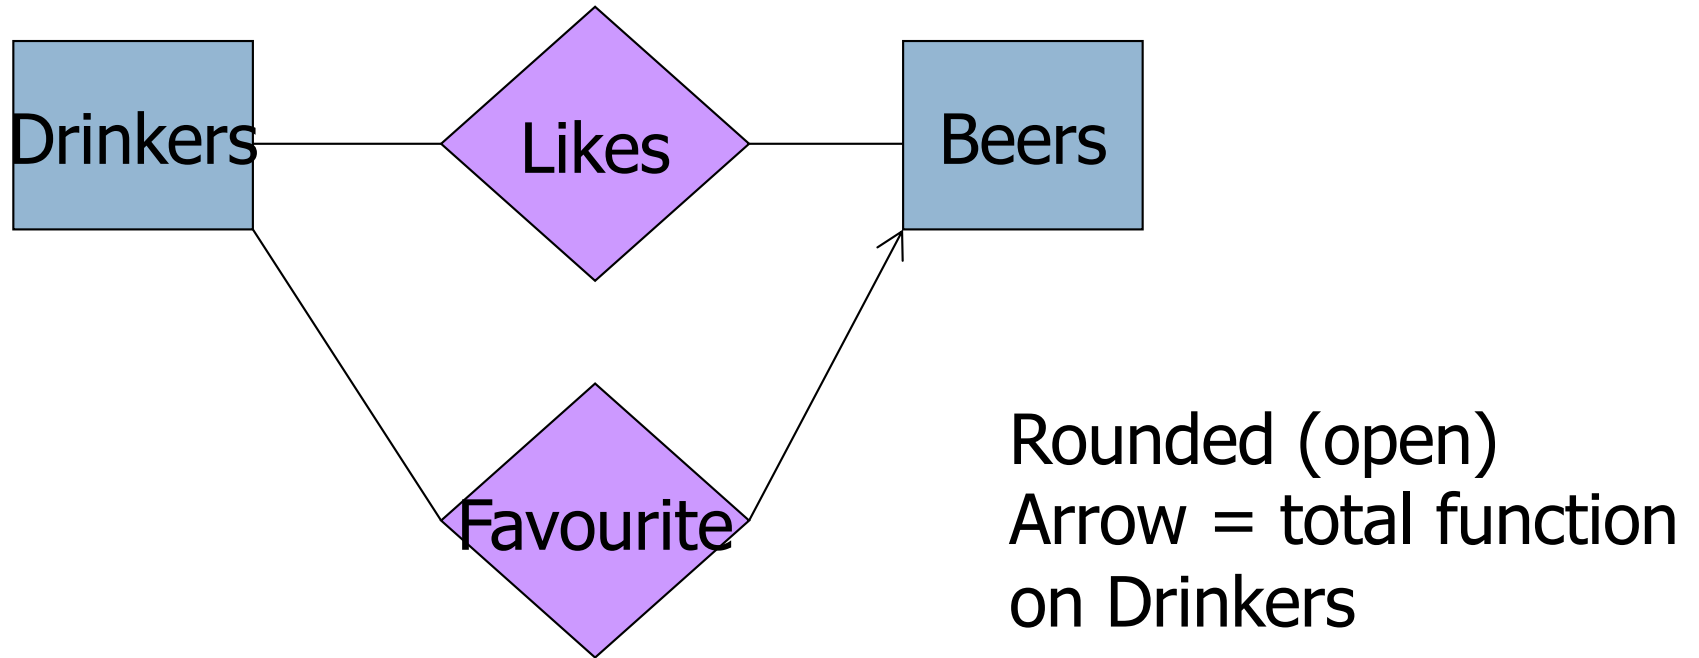 Drinkers
Likes
Beers
Favourite
Rounded (open)
Arrow = total function
on Drinkers